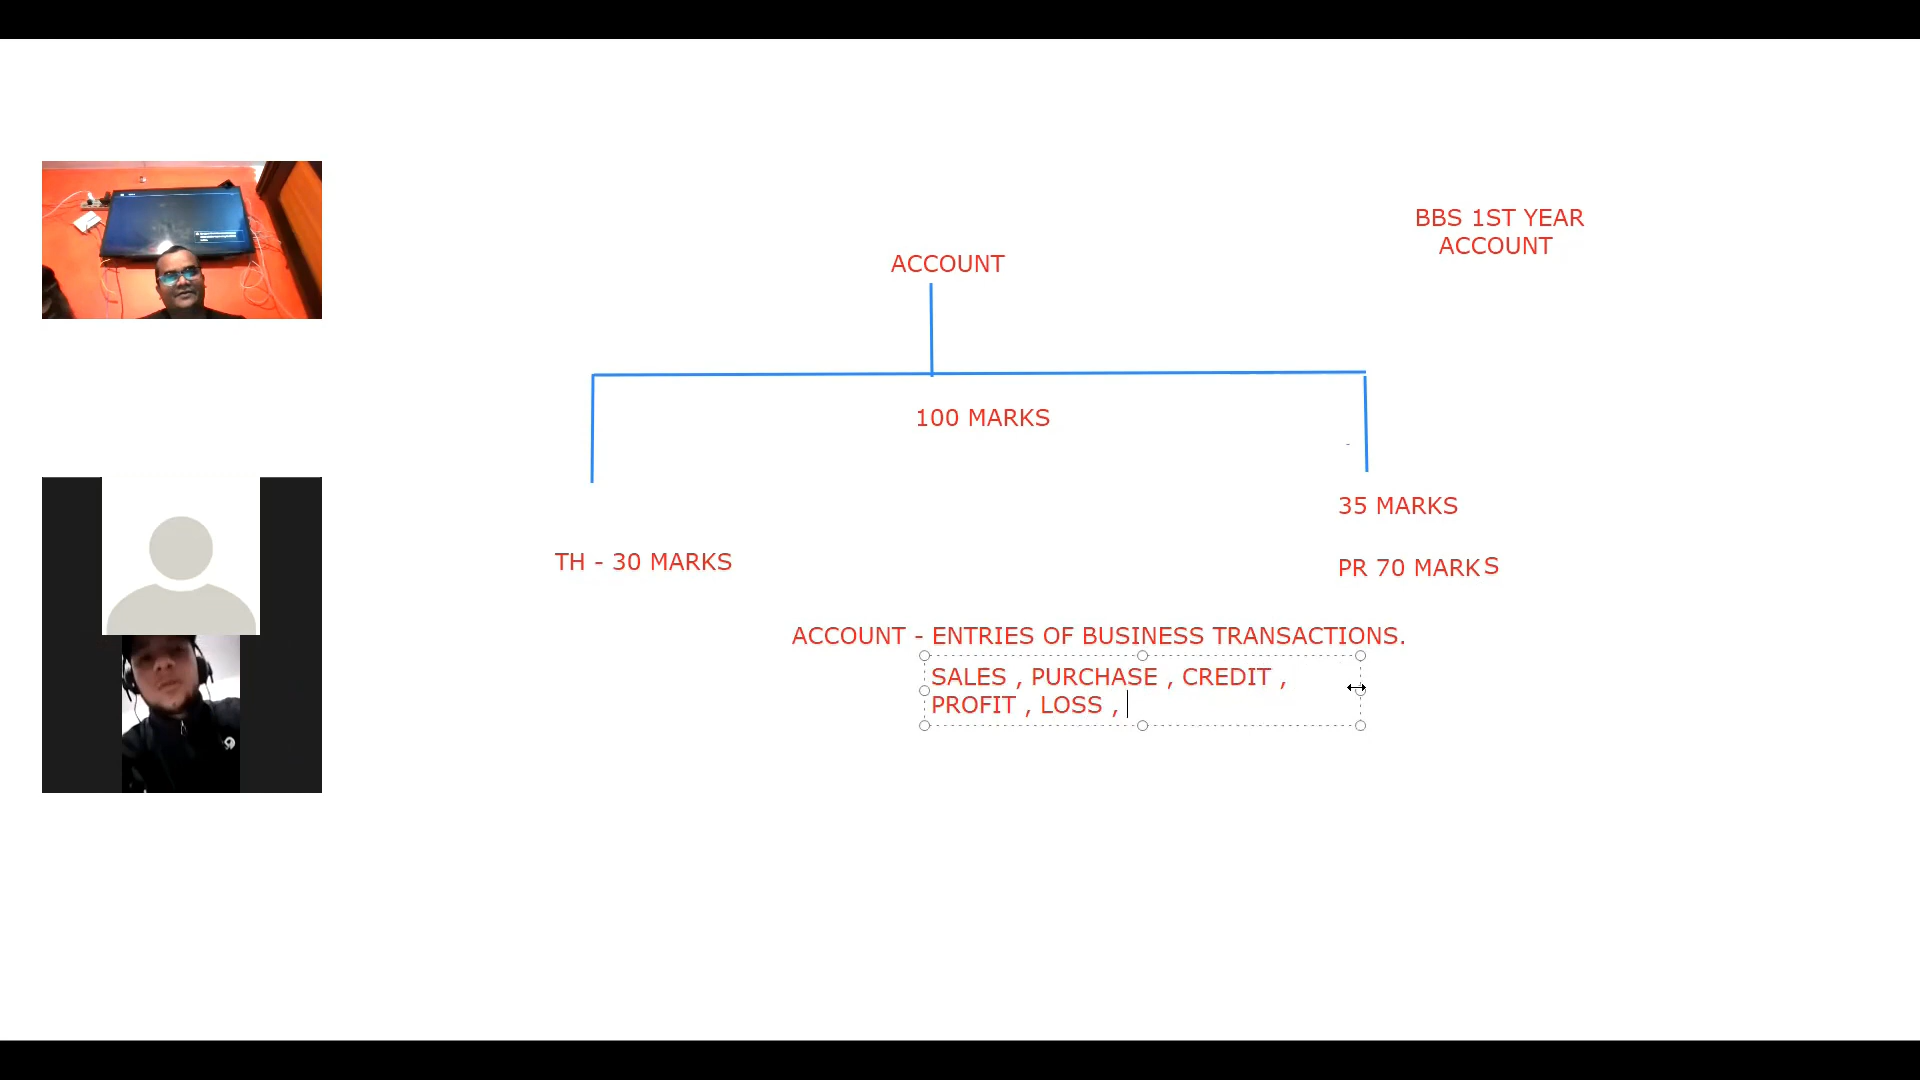 BBS 1ST YEAR
ACCOUNT
ACCOUNT
100 MARKS
35 MARKS
TH - 30 MARKS
PR 70 MARKS
ACCOUNT - ENTRIES OF BUSINESS TRANSACTIONS.
SALES , PURCHASE , CREDIT ,
PROFIT , LOSS ,